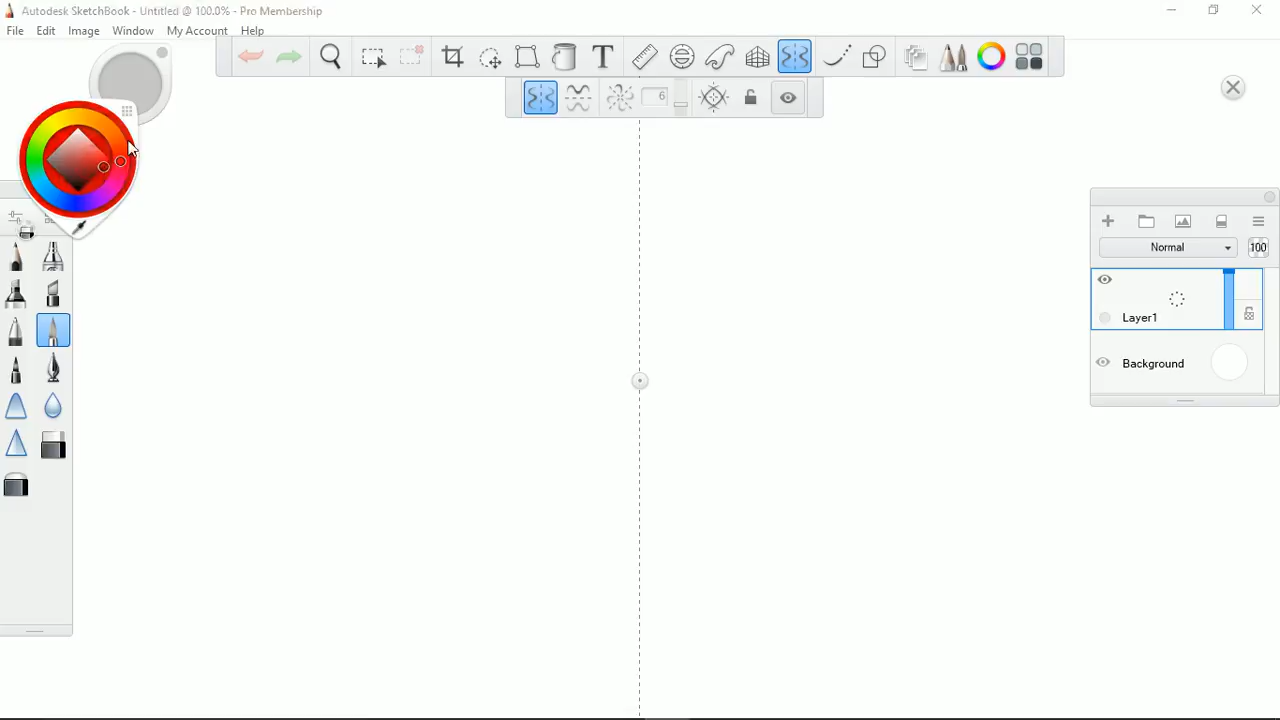 Autodesk SketchBook - Untitled @ 100.0% - Pro Membership
File Edit Image Window My Account Help
T
6
Normal 100
Layer1
Background